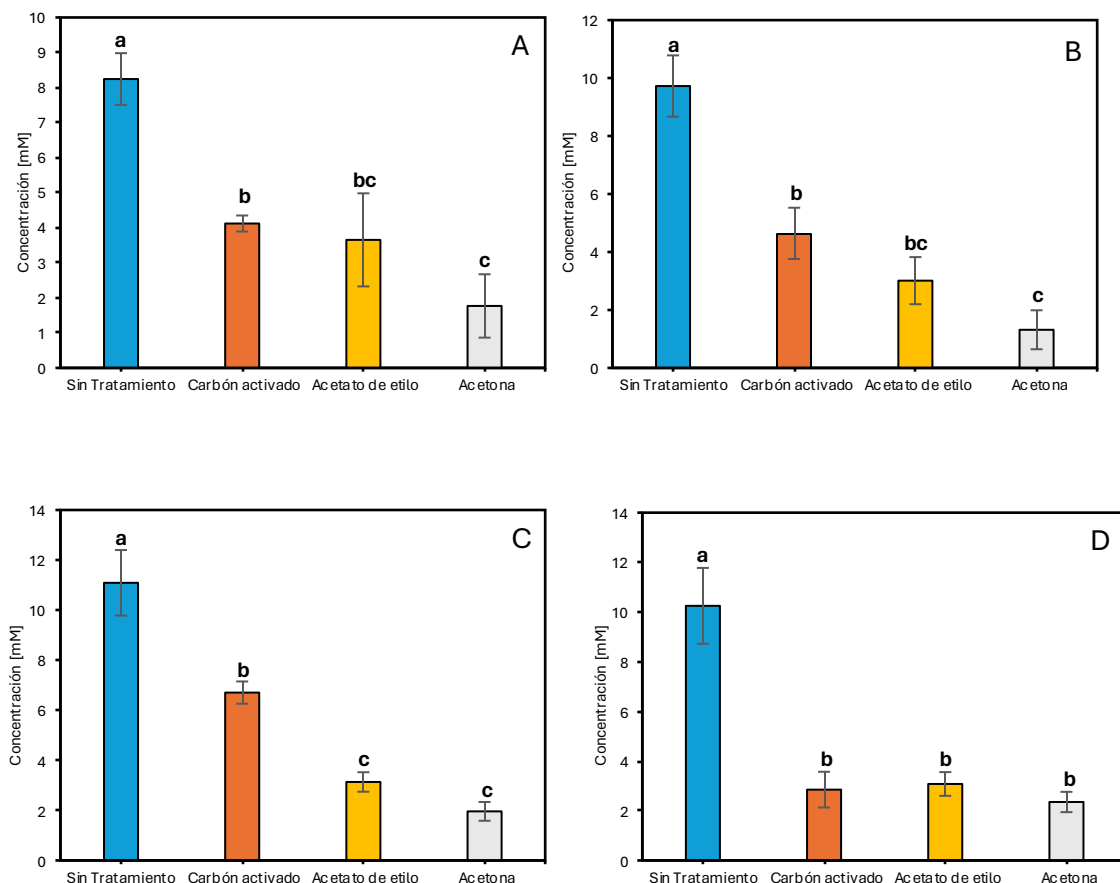 A
Concentración [mM]
10
9
8
7
6
5
4
3
2
1
0
a
b
bc
c
Sin Tratamiento Carbón activado Acetato de etilo Acetona
B
Concentración [mM]
12
10
8
6
4
2
0
a
b
bc
c
Sin Tratamiento Carbón activado Acetato de etilo Acetona
C
Concentración [mM]
14
12
10
8
6
4
2
0
a
b
c
c
Sin Tratamiento Carbón activado Acetato de etilo Acetona
D
Concentración [mM]
14
12
10
8
6
4
2
0
a
b
b
b
Sin Tratamiento Carbón activado Acetato de etilo Acetona